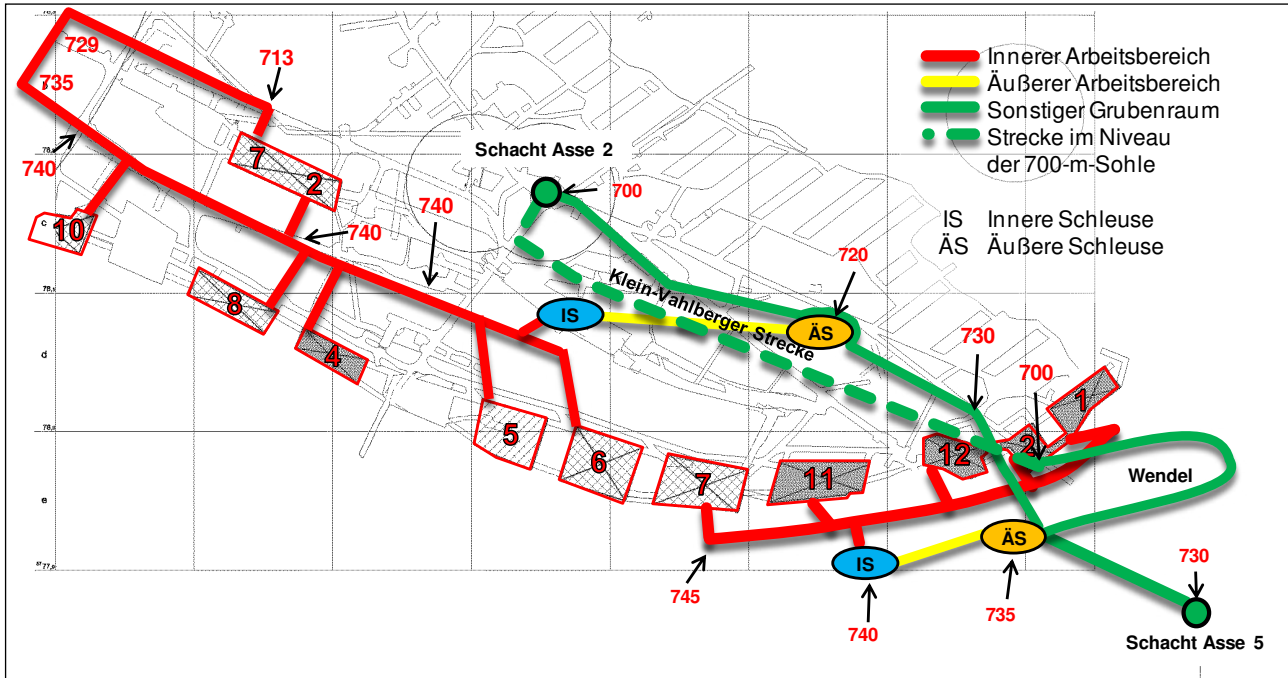 729
713
735
740
7
2
10
740
8
4
740
Schacht Asse 2
700
720
Klein-Vahlberger Strecke
IS
ÄS
730
700
1
2
5
6
7
11
12
Wendel
IS
ÄS
745
740
735
730
Schacht Asse 5
Innerer Arbeitsbereich
Äußerer Arbeitsbereich
Sonstiger Grubenraum
Strecke im Niveau
der 700-m-Sohle
IS Innere Schleuse
ÄS Äußere Schleuse
c
d
e